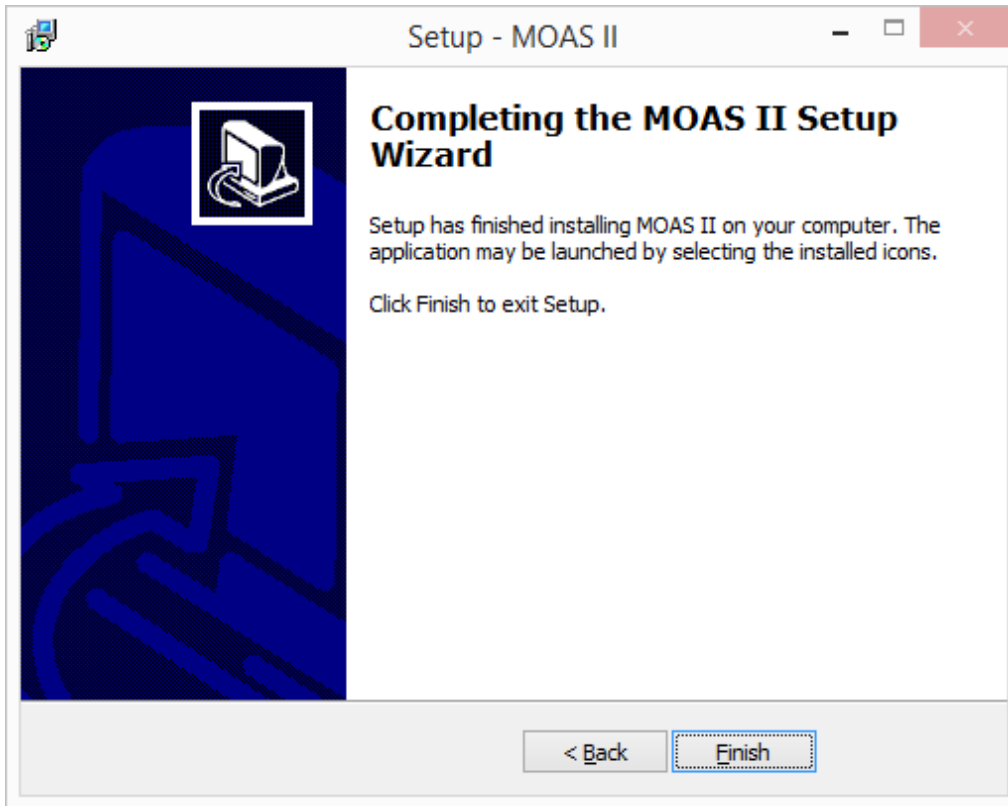 Setup - MOAS II
Completing the MOAS II Setup
Wizard
Setup has finished installing MOAS II on your computer. The
application may be launched by selecting the installed icons.
Click Finish to exit Setup.
< Back
Finish